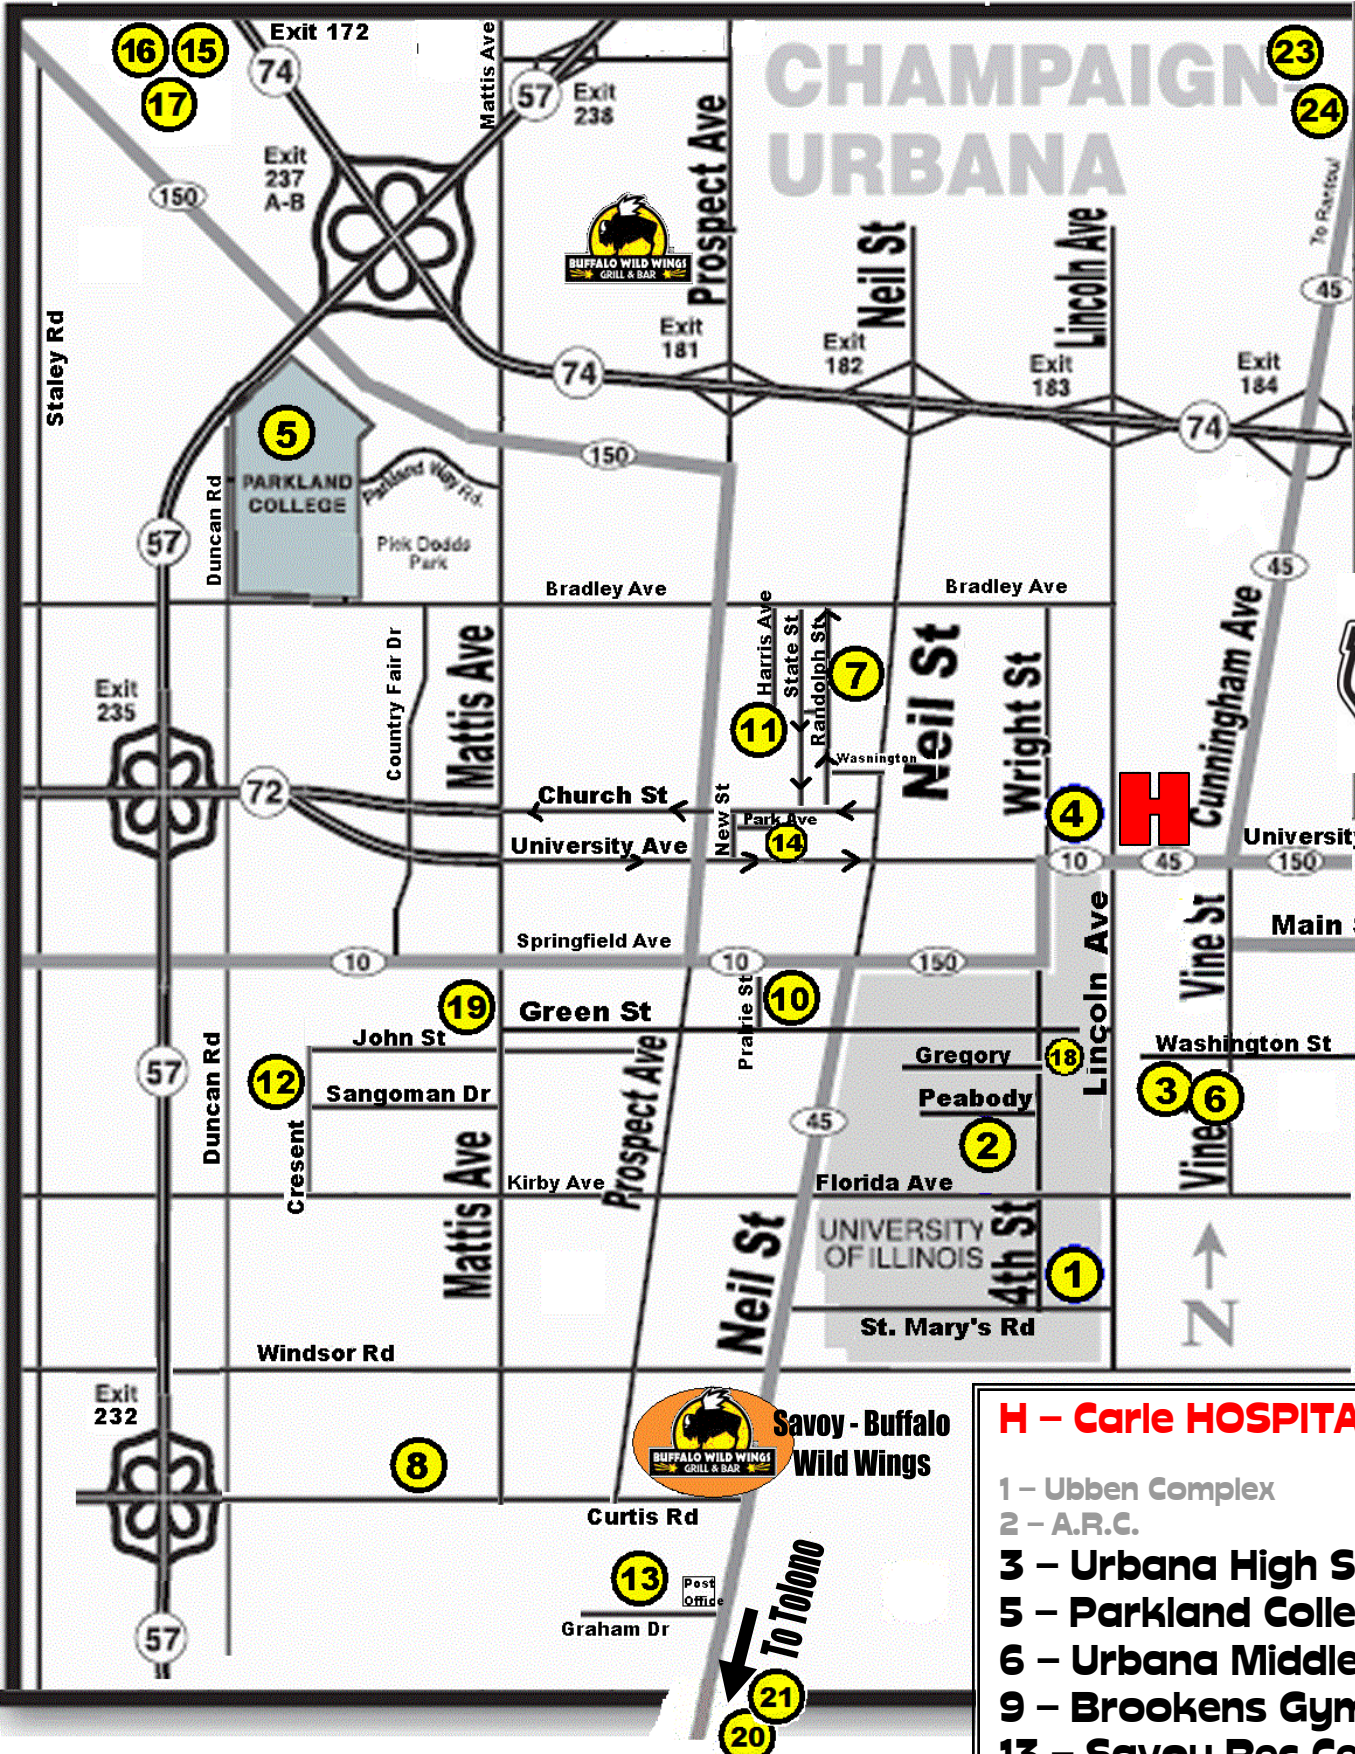 16
15
17
Exit 172
74
Mattis Ave
57
Exit
238
CHAMPAIGN-
URBANA
23
24
Exit
237
A-B
150
Prospect Ave
BUFFALO WILD WINGS
GRILL & BAR
Neil St
Lincoln Ave
To Rantoul
45
Staley Rd
Exit
181
Exit
182
Exit
183
Exit
184
74
74
5
PARKLAND
COLLEGE
150
Parkland Way Rd.
Duncan Rd
57
Park
45
Bradley Ave
Bradley Ave
Country Fair Dr
Mattis Ave
Harris Ave
State St
Randolph St
7
11
Neil St
Wright St
Cunningham Ave
Exit
235
72
Washington
Church St
New St
Park Ave
14
University Ave
4
H
10
45
150
University
Springfield Ave
10
10
150
Lincoln Ave
Vine St
Main
19
Green St
Prairie St
10
John St
12
Sangoman Dr
Cresent
57
Duncan Rd
Mattis Ave
Prospect Ave
Gregory
18
Washington St
Peabody
3
6
2
45
Vine
Kirby Ave
Florida Ave
UNIVERSITY
OF ILLINOIS
4th St
1
Neil St
St. Mary's Rd
N
Windsor Rd
Exit
232
8
BUFFALO WILD WINGS
GRILL & BAR
Savoy - Buffalo
Wild Wings
Curtis Rd
13
Post
Office
Graham Dr
57
To Tolono
21
20
H – Carle HOSPITA
1 – Ubben Complex
2 – A.R.C.
3 – Urbana High S
5 – Parkland Colle
6 – Urbana Middle
9 – Brookens Gym
13 – Savoy Rec Ce